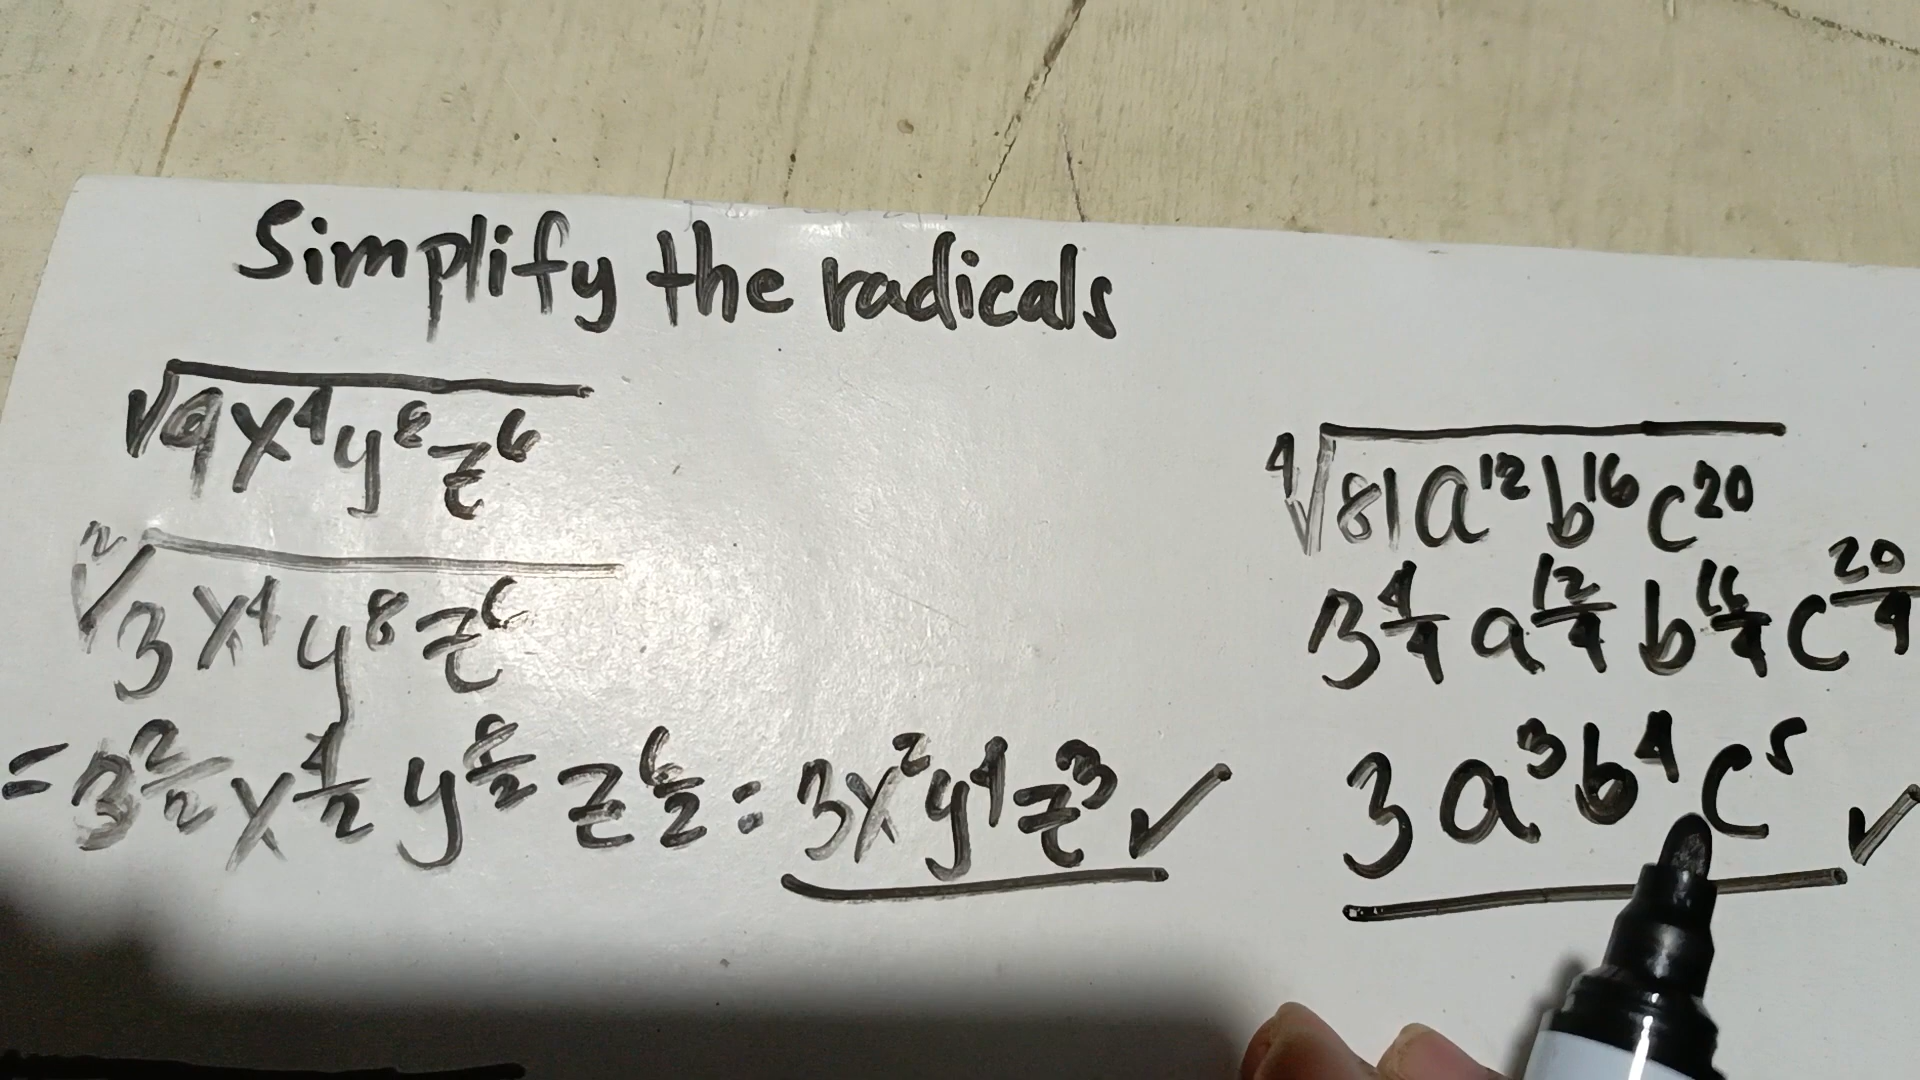 Simplify the radicals
√9x⁴y⁸z⁶
²√3x⁴y⁸z⁶
= 3^(2/2) x^(4/2) y^(8/2) z^(6/2) = 3x²y⁴z³ ✓
⁴√81a¹²b¹⁶c²⁰
3^(4/4) a^(12/4) b^(16/4) c^(20/4)
3a³b⁴c⁵ ✓